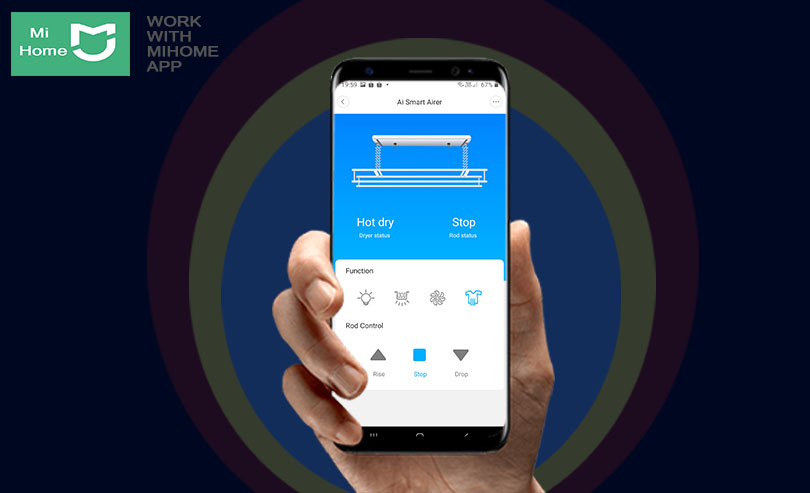 Mi
Home
WORK
WITH
MIHOME
APP
19:59
67%
Ai Smart Airer
Hot dry
Stop
Dryer status
Rod status
Function
Rod Control
Rise
Stop
Drop